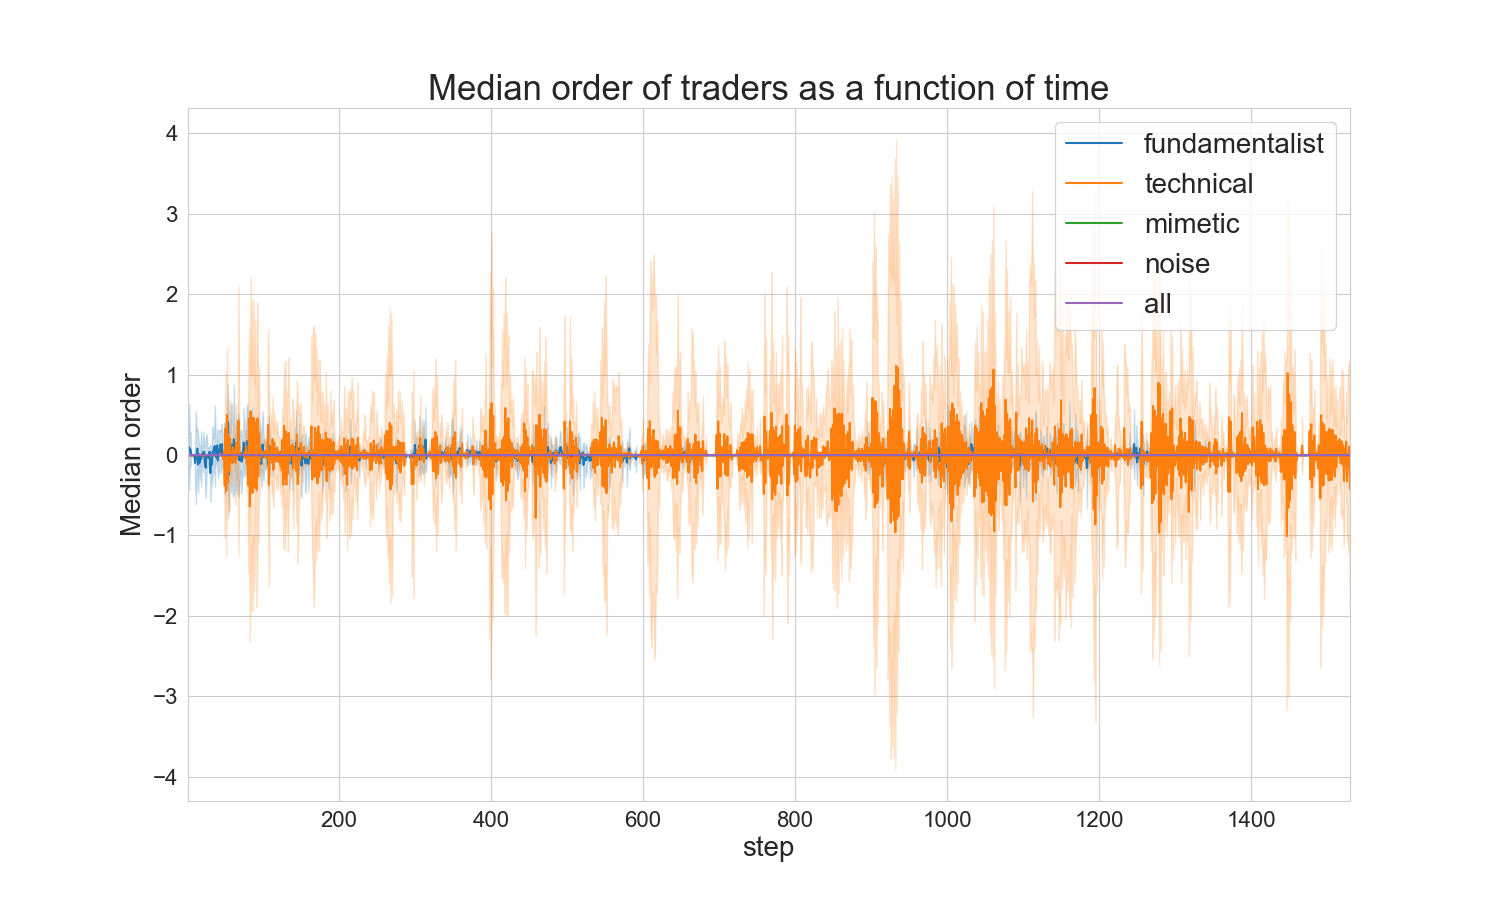 Median order of traders as a function of time
fundamentalist
technical
mimetic
noise
all
Median order
4
3
2
1
0
−1
−2
−3
−4
200
400
600
800
1000
1200
1400
step